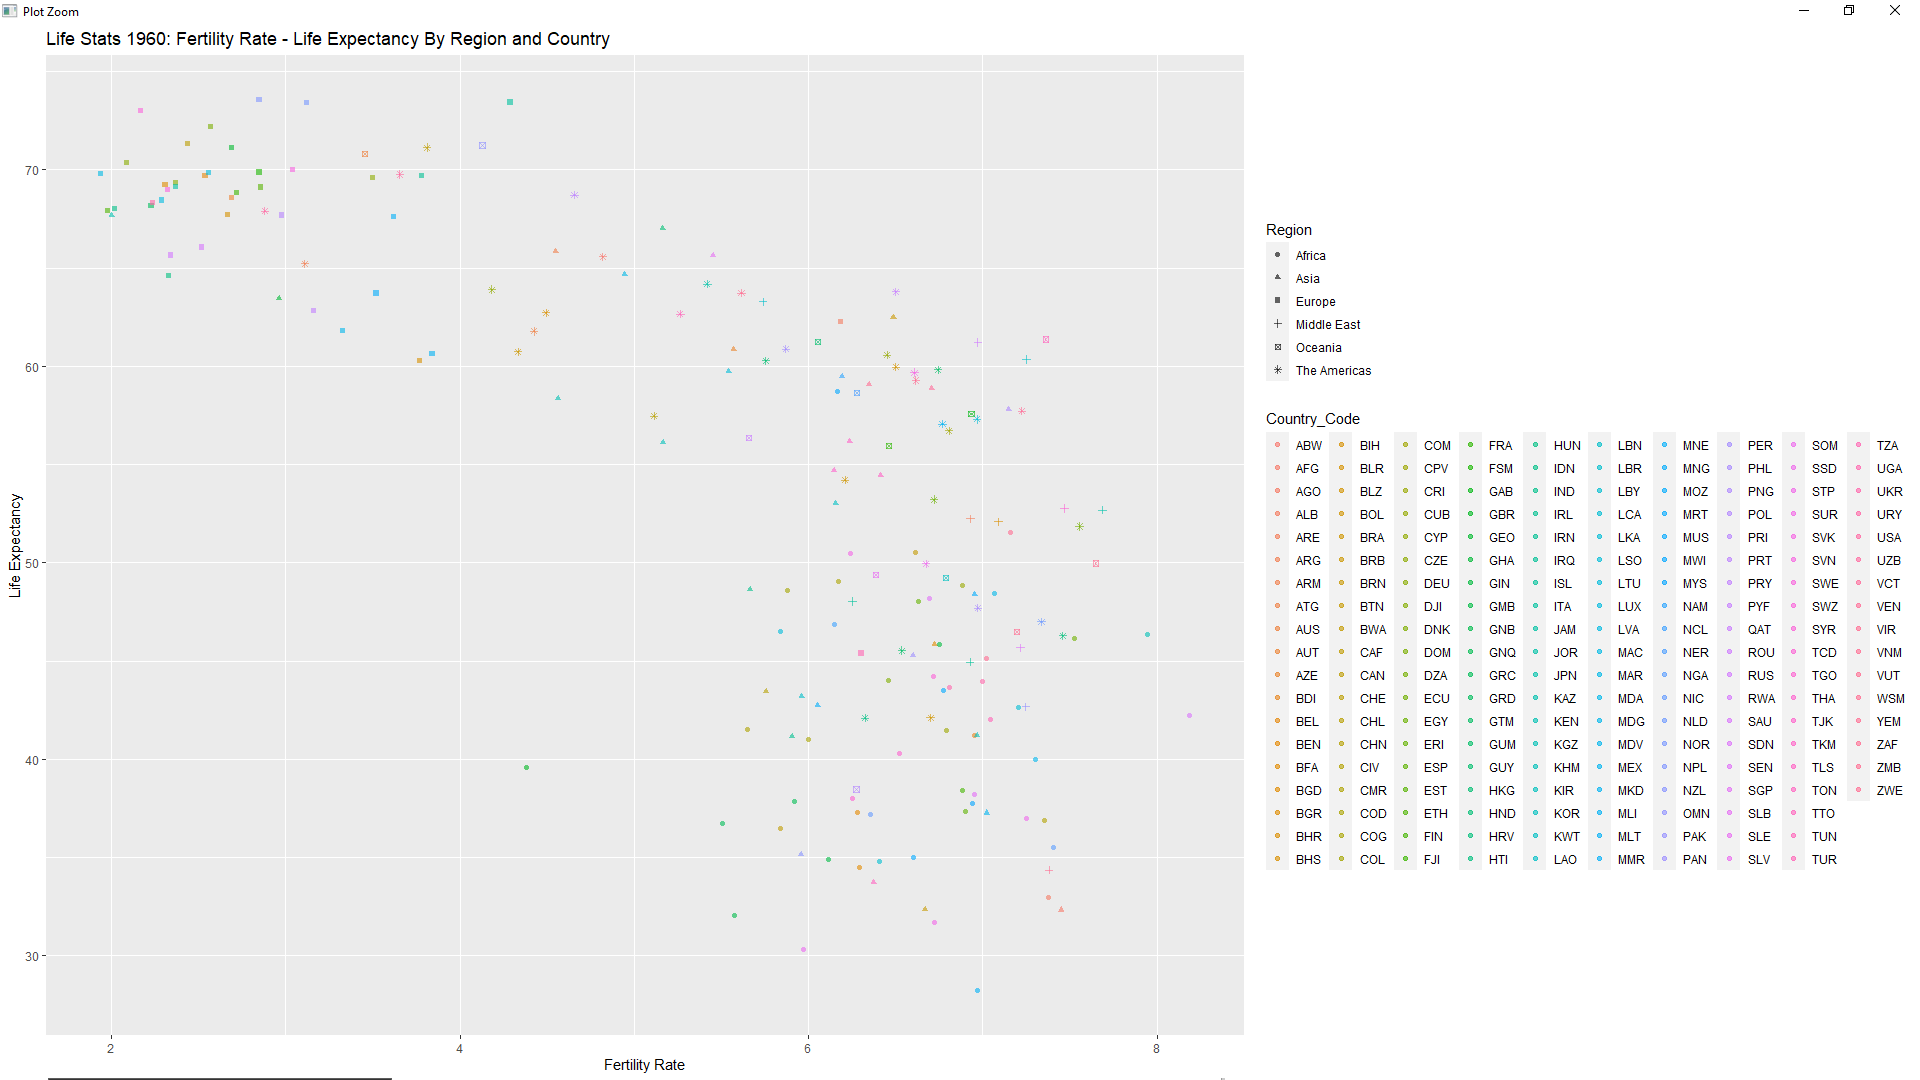 Plot Zoom
Life Stats 1960: Fertility Rate - Life Expectancy By Region and Country
Life Expectancy
70
60
50
40
30
2 4 6 8
Fertility Rate
Region
Africa
Asia
Europe
Middle East
Oceania
The Americas
Country_Code
ABW BIH COM FRA HUN LBN MNE PER SOM TZA
AFG BLR CPV FSM IDN LBR MNG PHL SSD UGA
AGO BLZ CRI GAB IND LBY MOZ PNG STP UKR
ALB BOL CUB GBR IRL LCA MRT POL SUR URY
ARE BRA CYP GEO IRN LKA MUS PRI SVK USA
ARG BRB CZE GHA IRQ LSO MWI PRT SVN UZB
ARM BRN DEU GIN ISL LTU MYS PRY SWE VCT
ATG BTN DJI GMB ITA LUX NAM PYF SWZ VEN
AUS BWA DNK GNB JAM LVA NCL QAT SYR VIR
AUT CAF DOM GNQ JOR MAC NER ROU TCD VNM
AZE CAN DZA GRC JPN MAR NGA RUS TGO VUT
BDI CHE ECU GRD KAZ MDA NIC RWA THA WSM
BEL CHL EGY GTM KEN MDG NLD SAU TJK YEM
BEN CHN ERI GUM KGZ MDV NOR SDN TKM ZAF
BFA CIV ESP GUY KHM MEX NPL SEN TLS ZMB
BGD CMR EST HKG KIR MKD NZL SGP TON ZWE
BGR COD ETH HND KOR MLI OMN SLB TTO
BHR COG FIN HRV KWT MLT PAK SLE TUN
BHS COL FJI HTI LAO MMR PAN SLV TUR